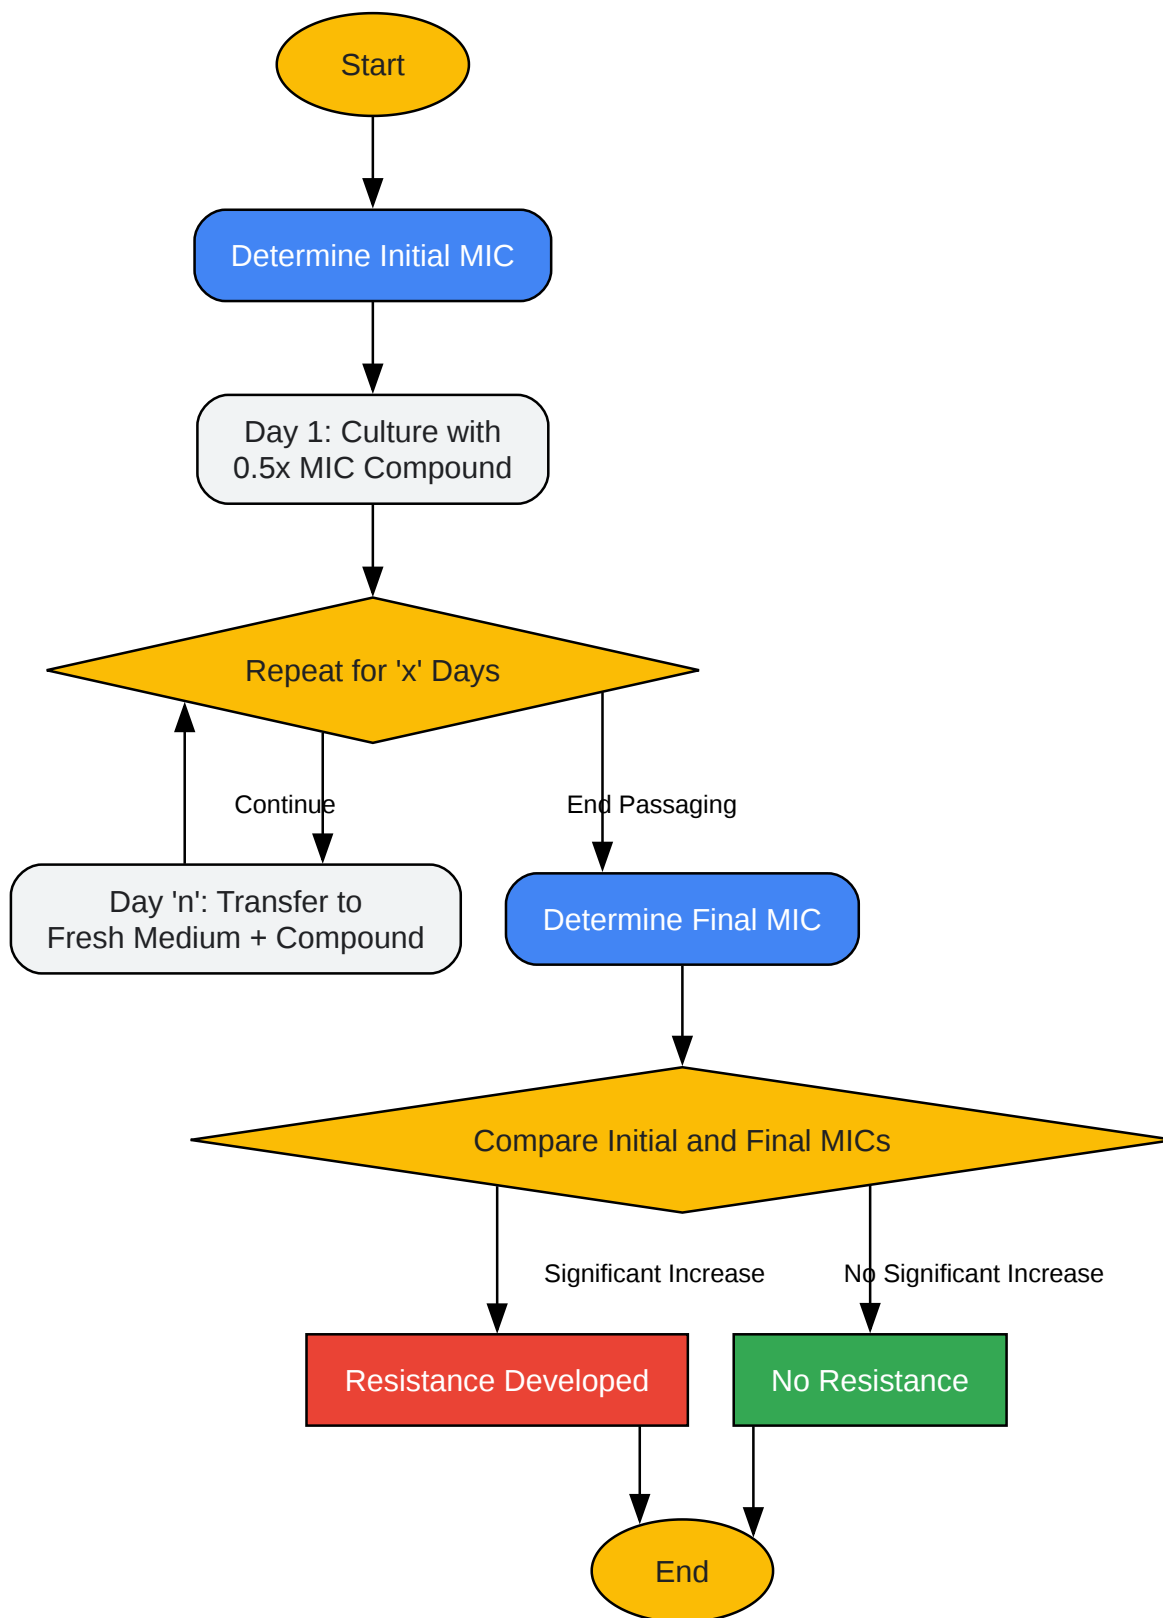 Start
Determine Initial MIC
Day 1: Culture with
0.5x MIC Compound
Repeat for 'x' Days
Continue
End Passaging
Day 'n': Transfer to
Fresh Medium + Compound
Determine Final MIC
Compare Initial and Final MICs
Significant Increase
No Significant Increase
Resistance Developed
No Resistance
End